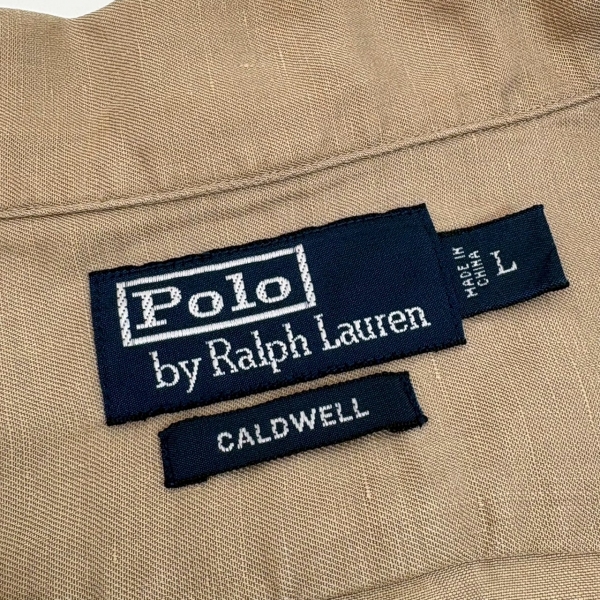 Polo
by Ralph Lauren
MADE IN
CHINA
L
CALDWELL